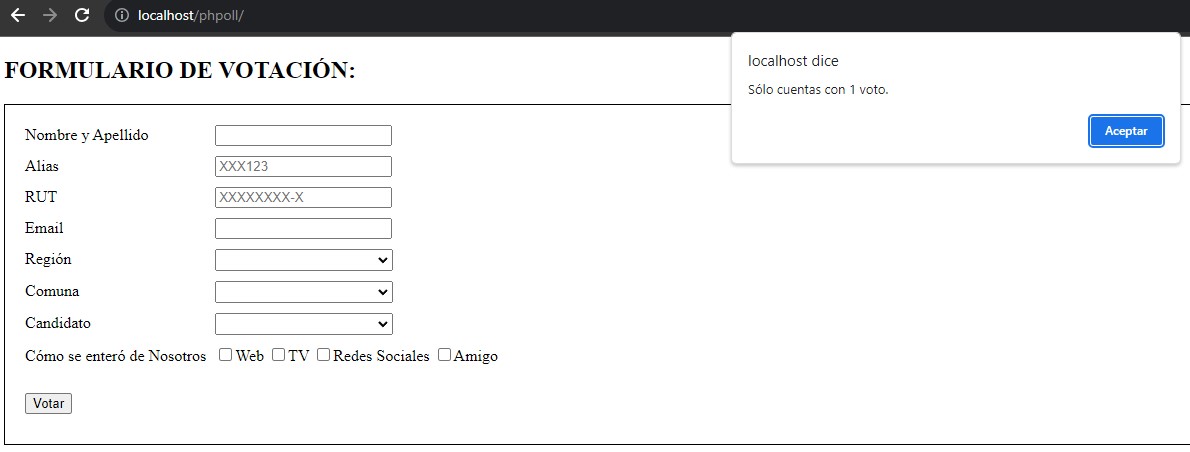 localhost/phpoll/
localhost dice
Sólo cuentas con 1 voto.
Aceptar
FORMULARIO DE VOTACIÓN:
Nombre y Apellido
Alias XXX123
RUT XXXXXXXX-X
Email
Región
Comuna
Candidato
Cómo se enteró de Nosotros Web TV Redes Sociales Amigo
Votar